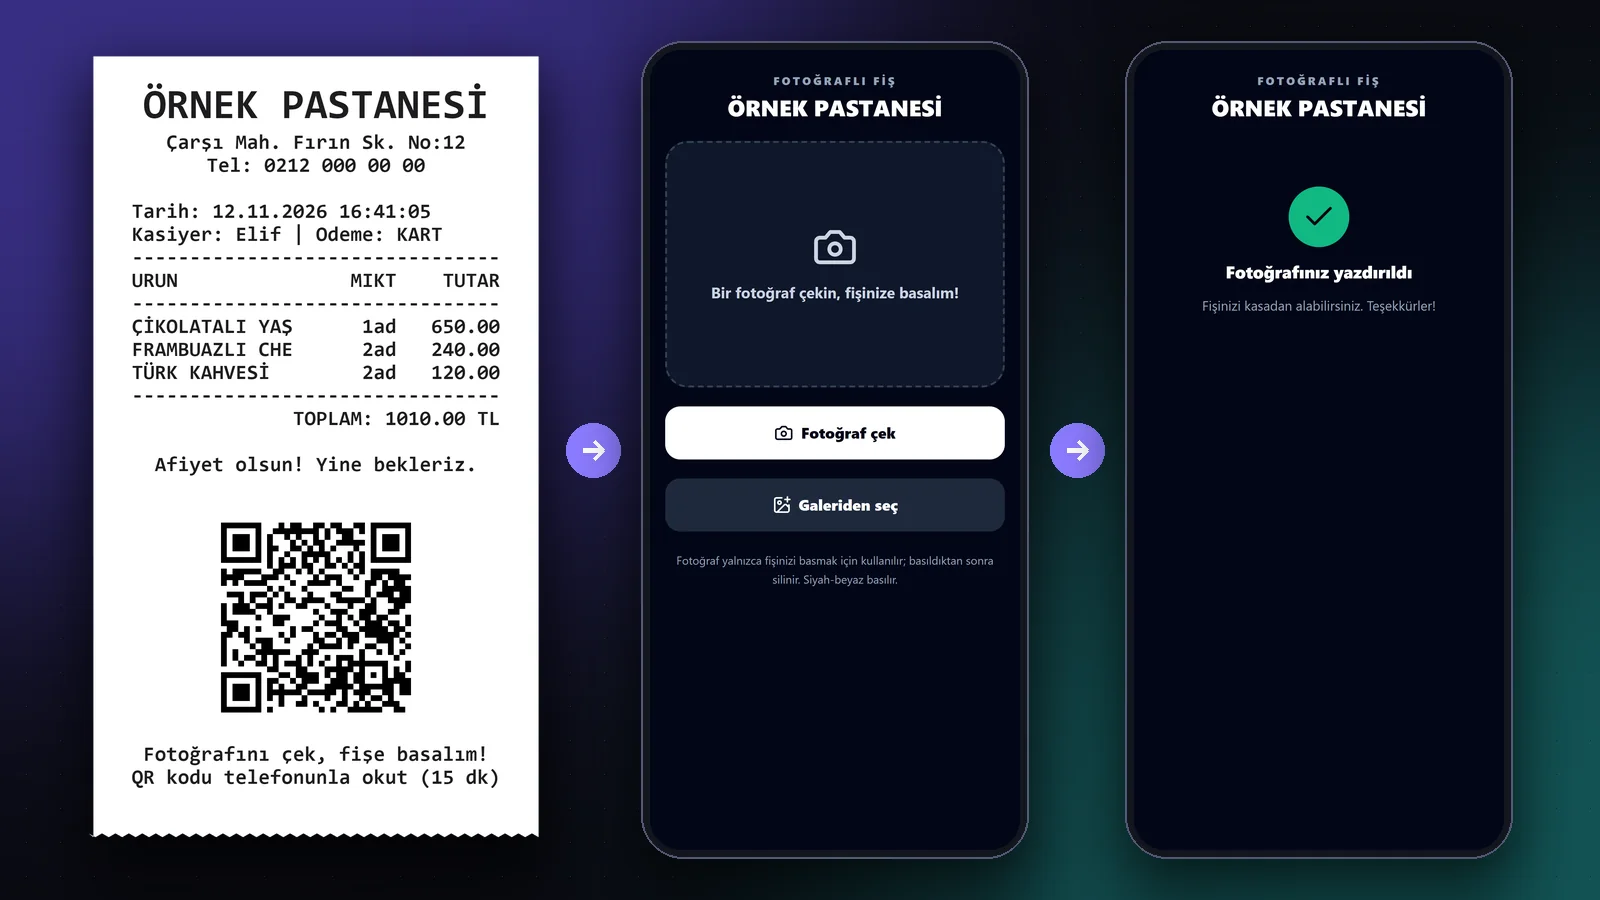 ÖRNEK PASTANESİ
Çarşı Mah. Fırın Sk. No:12
Tel: 0212 000 00 00
Tarih: 12.11.2026 16:41:05
Kasiyer: Elif | Odeme: KART
--------------------------------
URUN MIKT TUTAR
--------------------------------
ÇİKOLATALI YAŞ 1ad 650.00
FRAMBUAZLI CHE 2ad 240.00
TÜRK KAHVESİ 2ad 120.00
--------------------------------
TOPLAM: 1010.00 TL
Afiyet olsun! Yine bekleriz.
Fotoğrafını çek, fişe basalım!
QR kodu telefonunla okut (15 dk)
FOTOĞRAFLI FİŞ
ÖRNEK PASTANESİ
Bir fotoğraf çekin, fişinize basalım!
Fotoğraf çek
Galeriden seç
Fotoğraf yalnızca fişinizi basmak için kullanılır; basıldıktan sonra
silinir. Siyah-beyaz basılır.
FOTOĞRAFLI FİŞ
ÖRNEK PASTANESİ
Fotoğrafınız yazdırıldı
Fişinizi kasadan alabilirsiniz. Teşekkürler!